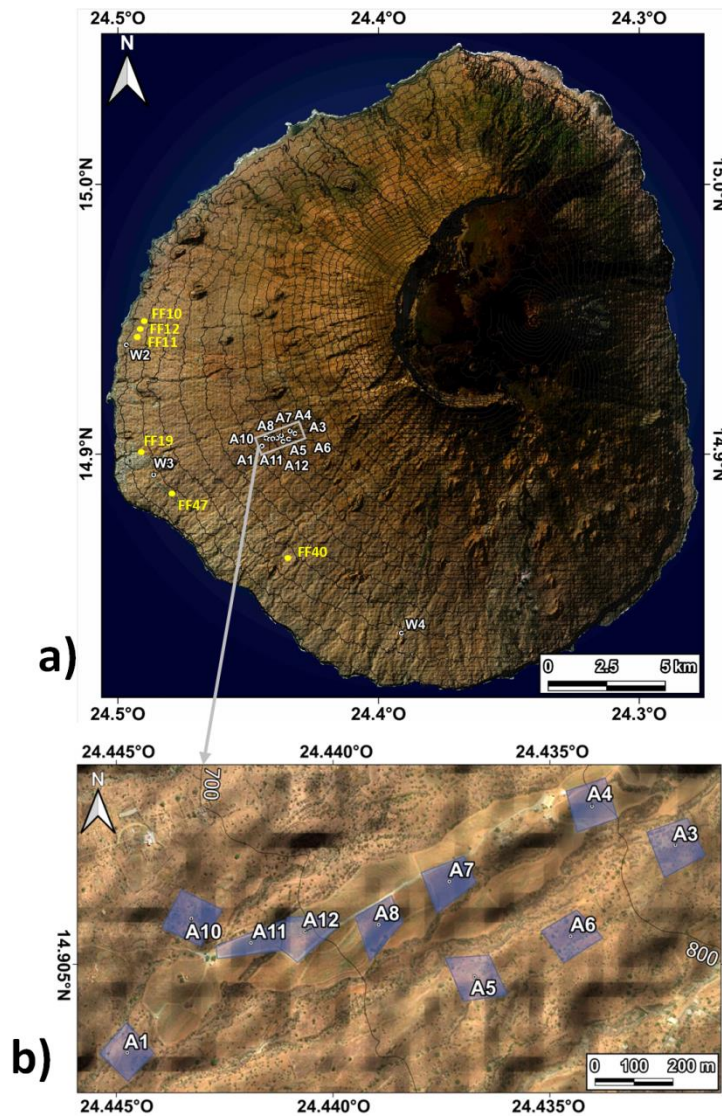 24.5°O 24.4°O 24.3°O
N
15.0°N 15.0°N
FF10
FF12
FF11
W2
A7 A4
A8 A3
A10 A6
A1 A11 A5
A12
14.9°N 14.9°N
FF19
W3
FF47
FF40
W4
a)
0 2.5 5 km
24.5°O 24.4°O 24.3°O
24.445°O 24.440°O 24.435°O
N
700
A4
A3
A7
A10
A12
A8
A11
A6
800
14.905°N 14.905°N
A5
A1
b)
0 100 200 m
24.445°O 24.440°O 24.435°O